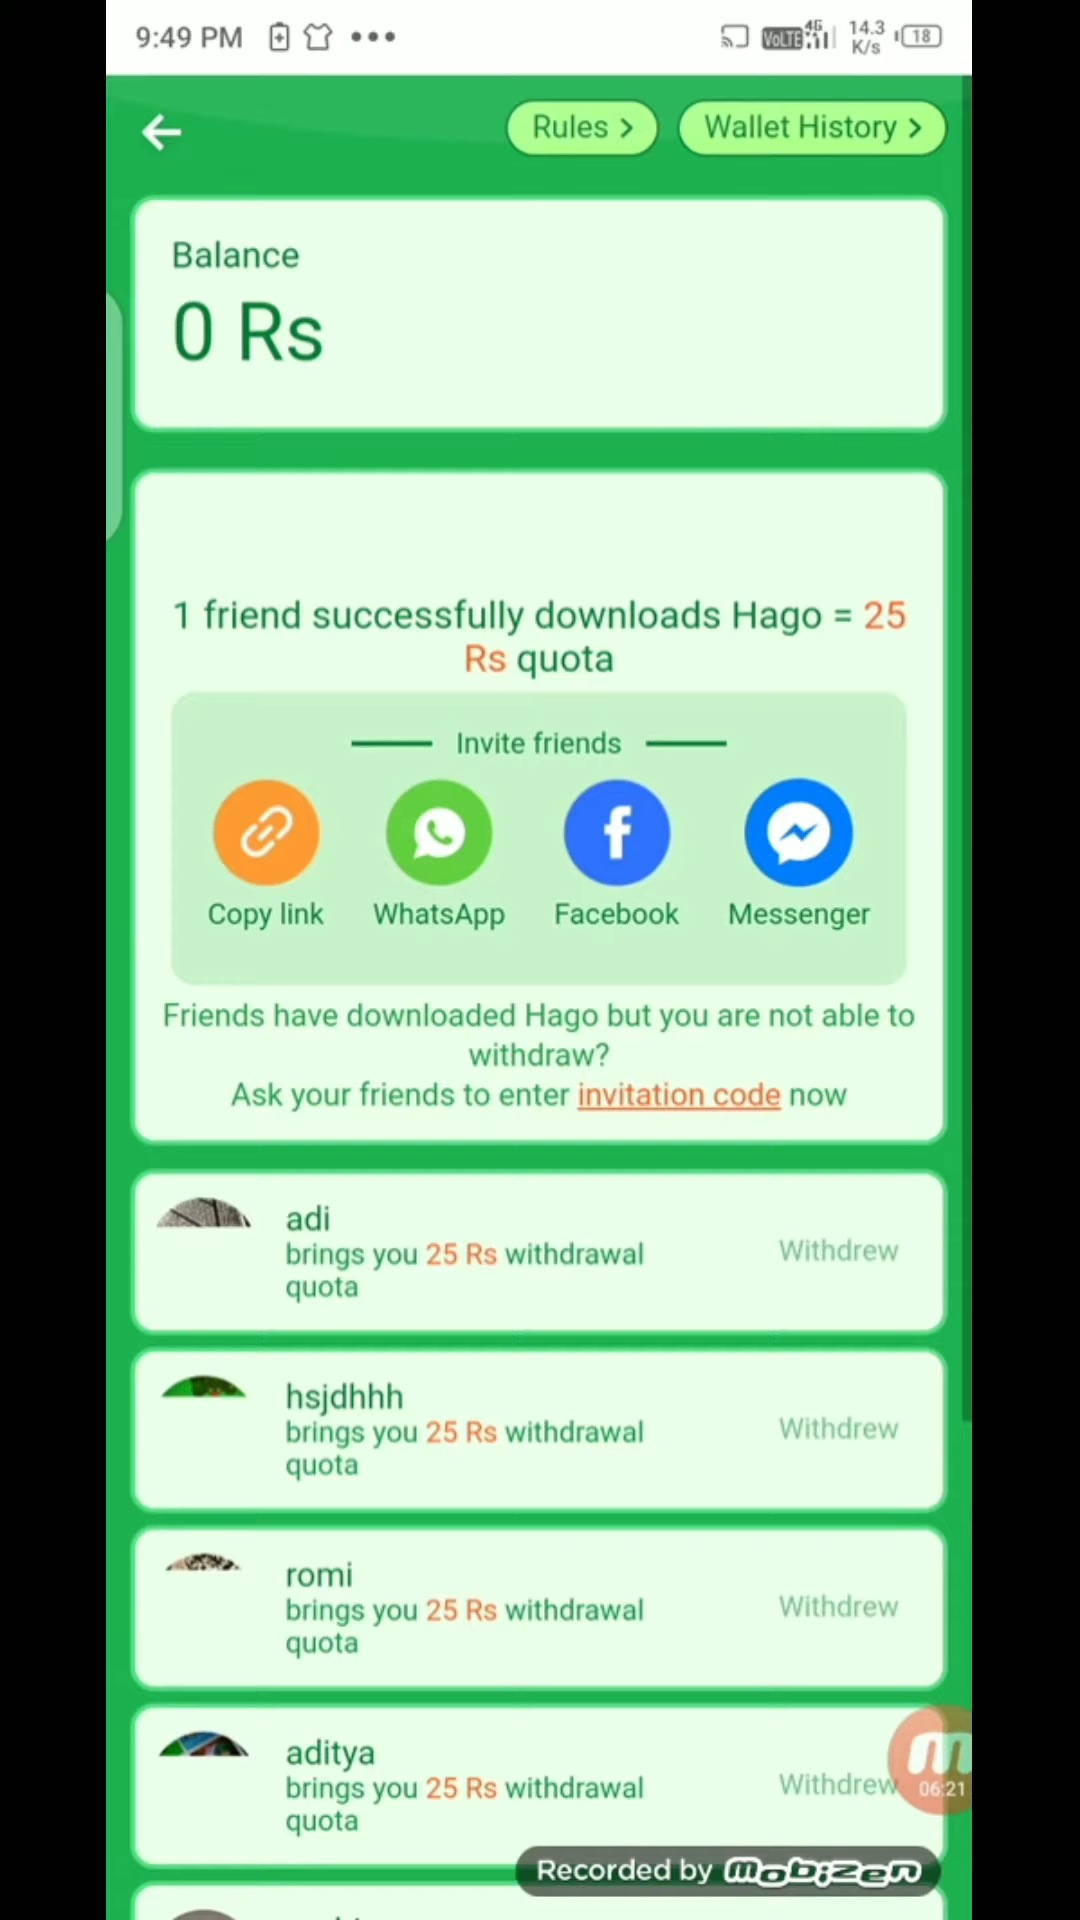 9:49 PM
VoLTE 4G 14.3 K/s 18
Rules >
Wallet History >
Balance
0 Rs
1 friend successfully downloads Hago = 25
Rs quota
Invite friends
Copy link WhatsApp Facebook Messenger
Friends have downloaded Hago but you are not able to
withdraw?
Ask your friends to enter invitation code now
adi
brings you 25 Rs withdrawal
quota
Withdrew
hsjdhhh
brings you 25 Rs withdrawal
quota
Withdrew
romi
brings you 25 Rs withdrawal
quota
Withdrew
aditya
brings you 25 Rs withdrawal
quota
Withdrew
06:21
Recorded by mobizen